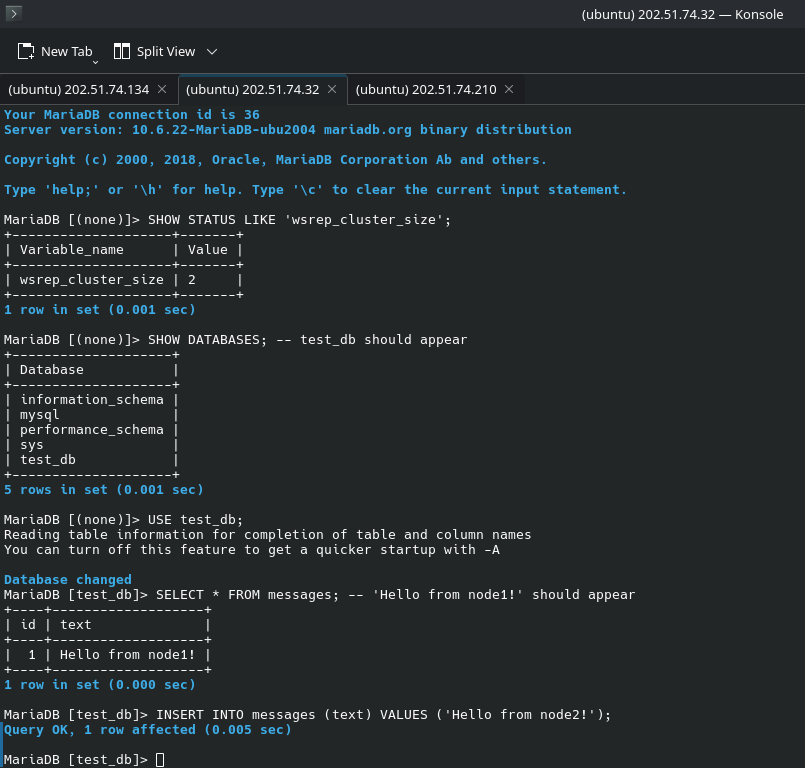 (ubuntu) 202.51.74.32 — Konsole
New Tab Split View
(ubuntu) 202.51.74.134 (ubuntu) 202.51.74.32 (ubuntu) 202.51.74.210
Your MariaDB connection id is 36
Server version: 10.6.22-MariaDB-ubu2004 mariadb.org binary distribution
Copyright (c) 2000, 2018, Oracle, MariaDB Corporation Ab and others.
Type 'help;' or '\h' for help. Type '\c' to clear the current input statement.
MariaDB [(none)]> SHOW STATUS LIKE 'wsrep_cluster_size';
+--------------------+-------+
| Variable_name      | Value |
+--------------------+-------+
| wsrep_cluster_size | 2     |
+--------------------+-------+
1 row in set (0.001 sec)
MariaDB [(none)]> SHOW DATABASES; -- test_db should appear
+--------------------+
| Database           |
+--------------------+
| information_schema |
| mysql              |
| performance_schema |
| sys                |
| test_db            |
+--------------------+
5 rows in set (0.001 sec)
MariaDB [(none)]> USE test_db;
Reading table information for completion of table and column names
You can turn off this feature to get a quicker startup with -A
Database changed
MariaDB [test_db]> SELECT * FROM messages; -- 'Hello from node1!' should appear
+----+-------------------+
| id | text              |
+----+-------------------+
|  1 | Hello from node1! |
+----+-------------------+
1 row in set (0.000 sec)
MariaDB [test_db]> INSERT INTO messages (text) VALUES ('Hello from node2!');
Query OK, 1 row affected (0.005 sec)
MariaDB [test_db]>